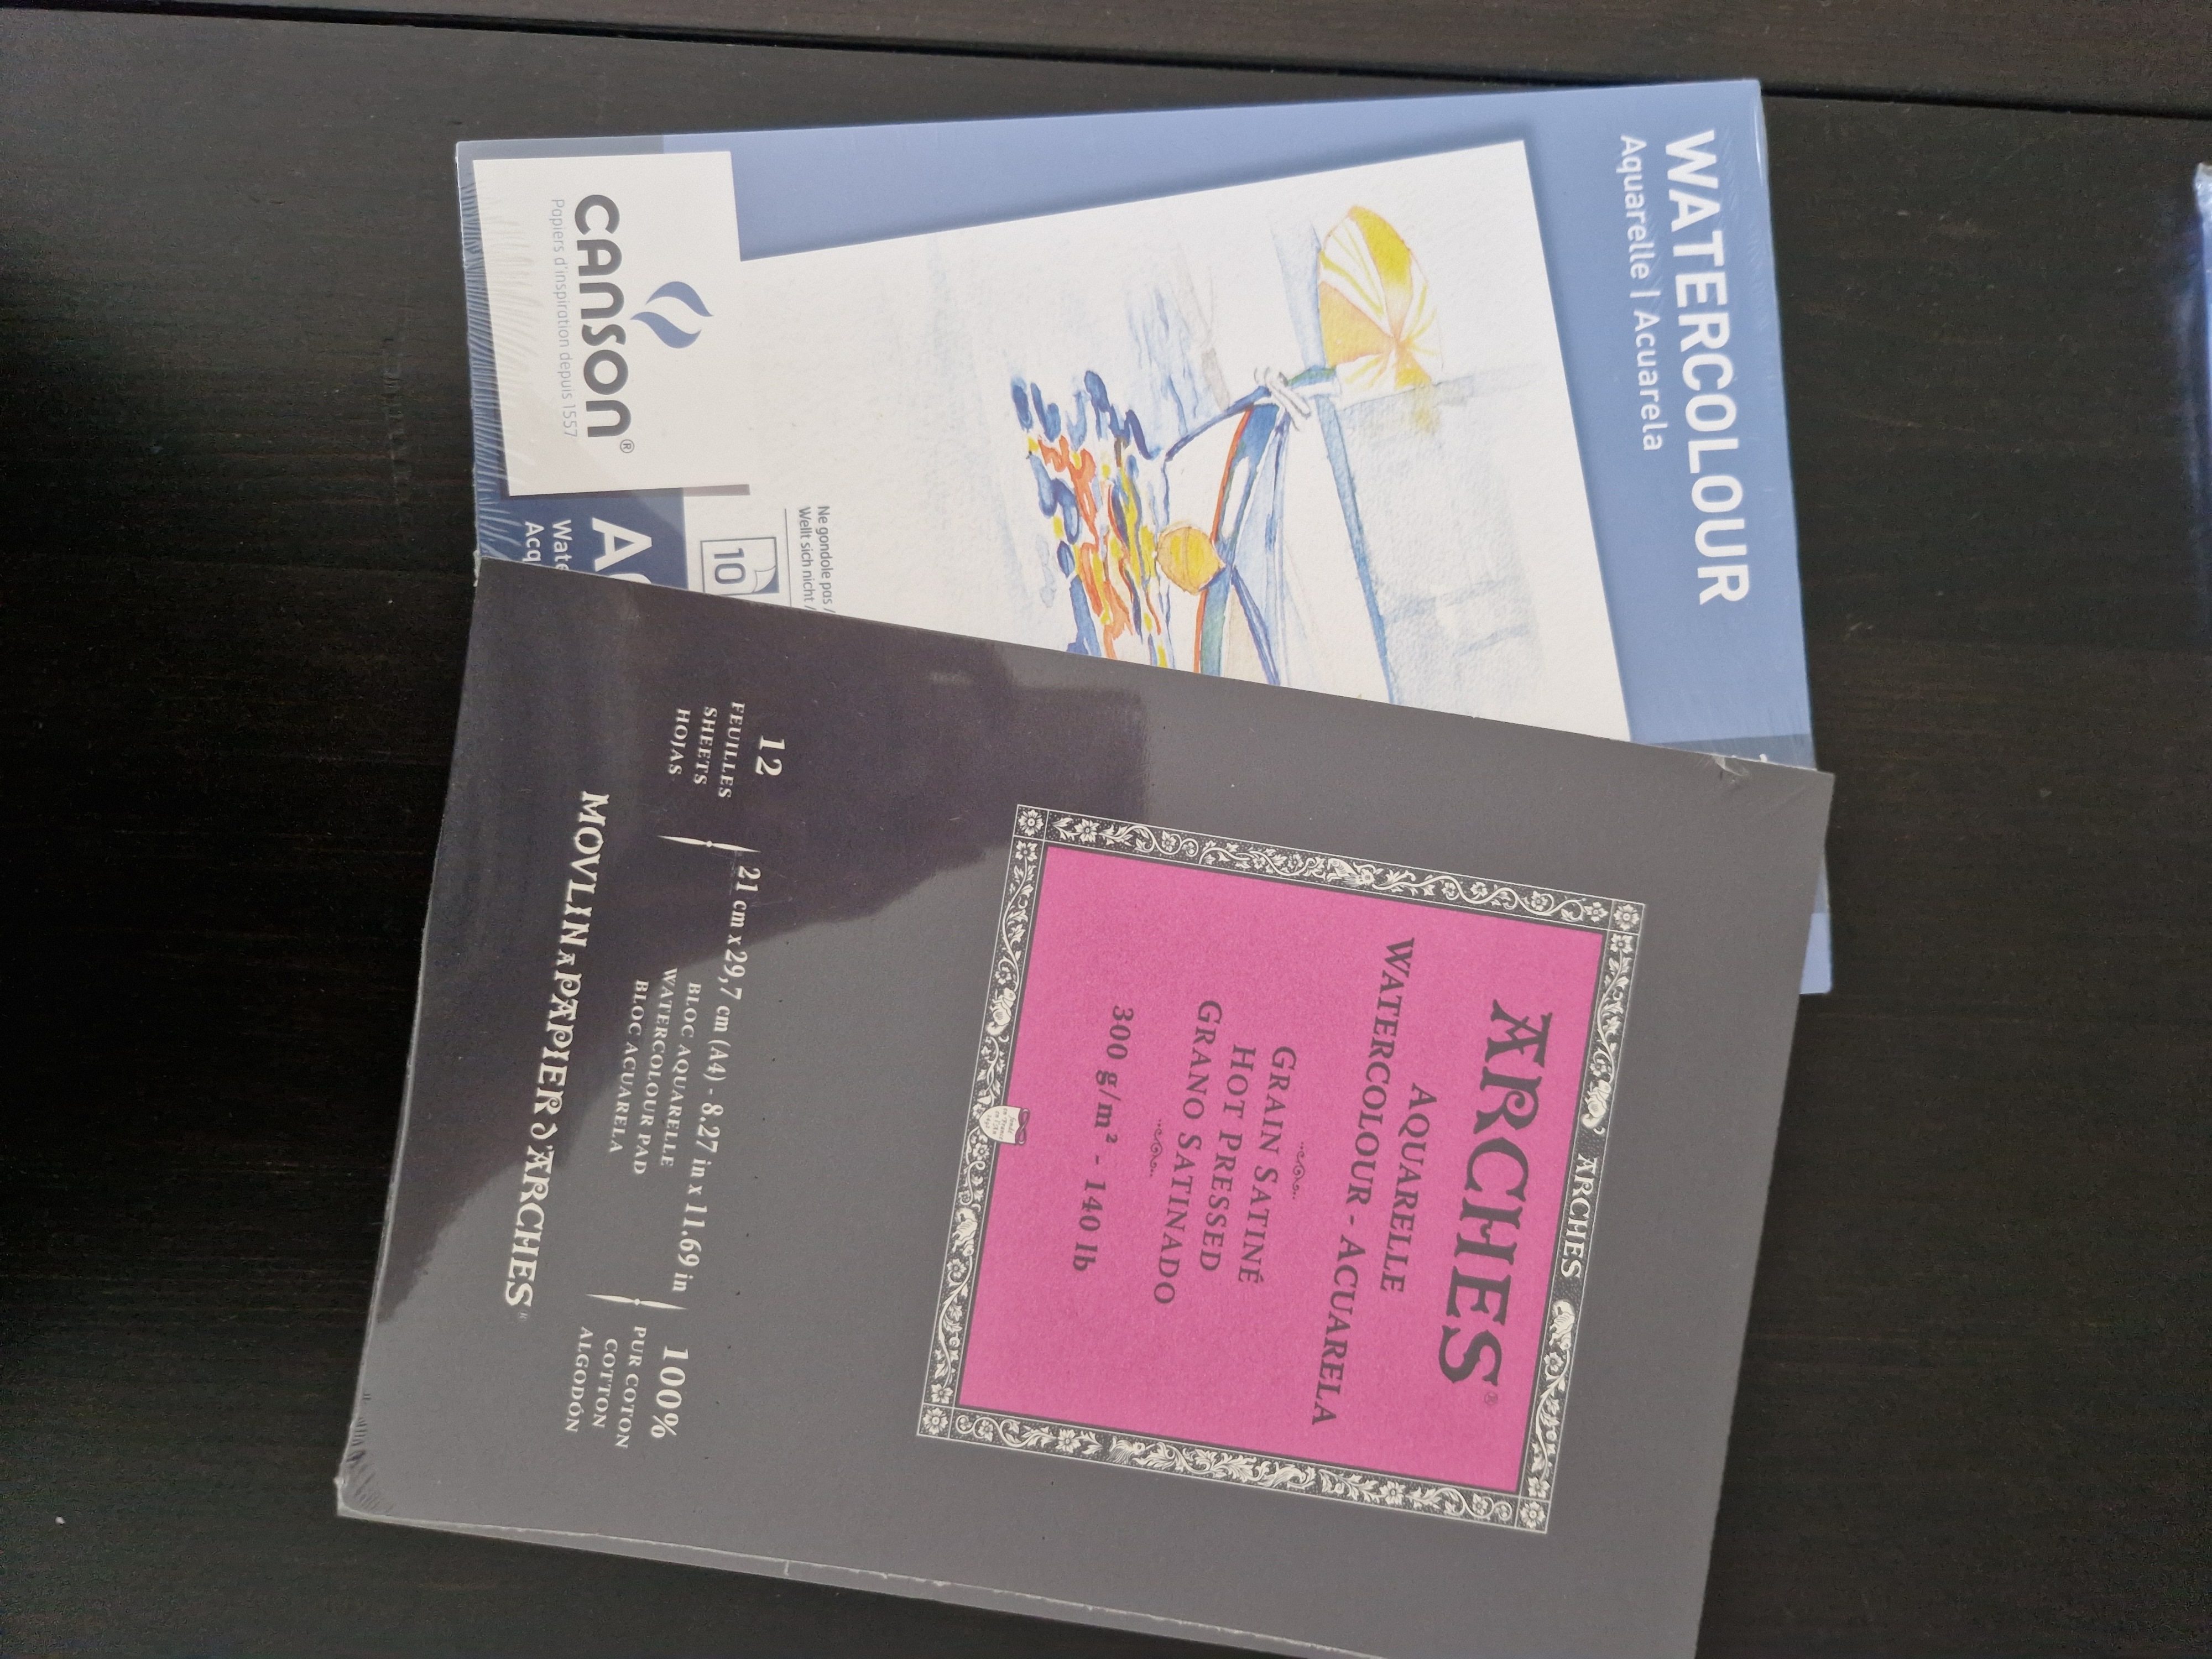 WATERCOLOUR
Aquarelle | Acuarela
Ne gondole pas /
Wellt sich nicht /
10
CANSON®
Papiers d'inspiration depuis 1557
ARCHES
ARCHES®
AQUARELLE
WATERCOLOUR - ACUARELA
GRAIN SATINÉ
HOT PRESSED
GRANO SATINADO
300 g/m² - 140 lb
12
FEUILLES
SHEETS
HOJAS
21 cm x 29,7 cm (A4) - 8.27 in x 11.69 in
BLOC AQUARELLE
WATERCOLOUR PAD
BLOC ACUARELA
100%
PUR COTON
COTTON
ALGODÓN
MOVLIN A PAPIER D'ARCHES®